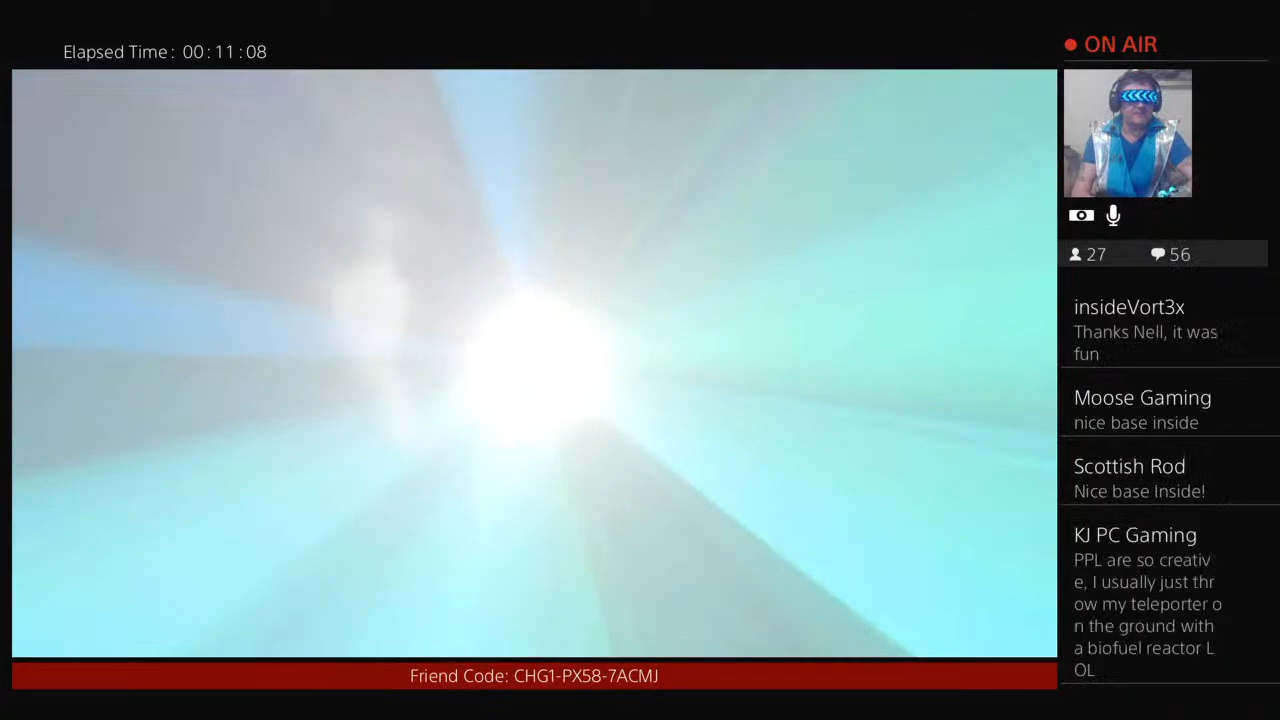 Elapsed Time: 00:11:08
ON AIR
27 56
insideVort3x
Thanks Nell, it was
fun
Moose Gaming
nice base inside
Scottish Rod
Nice base Inside!
KJ PC Gaming
PPL are so creativ
e, I usually just thr
ow my teleporter o
n the ground with
a biofuel reactor L
OL
Friend Code: CHG1-PX58-7ACMJ